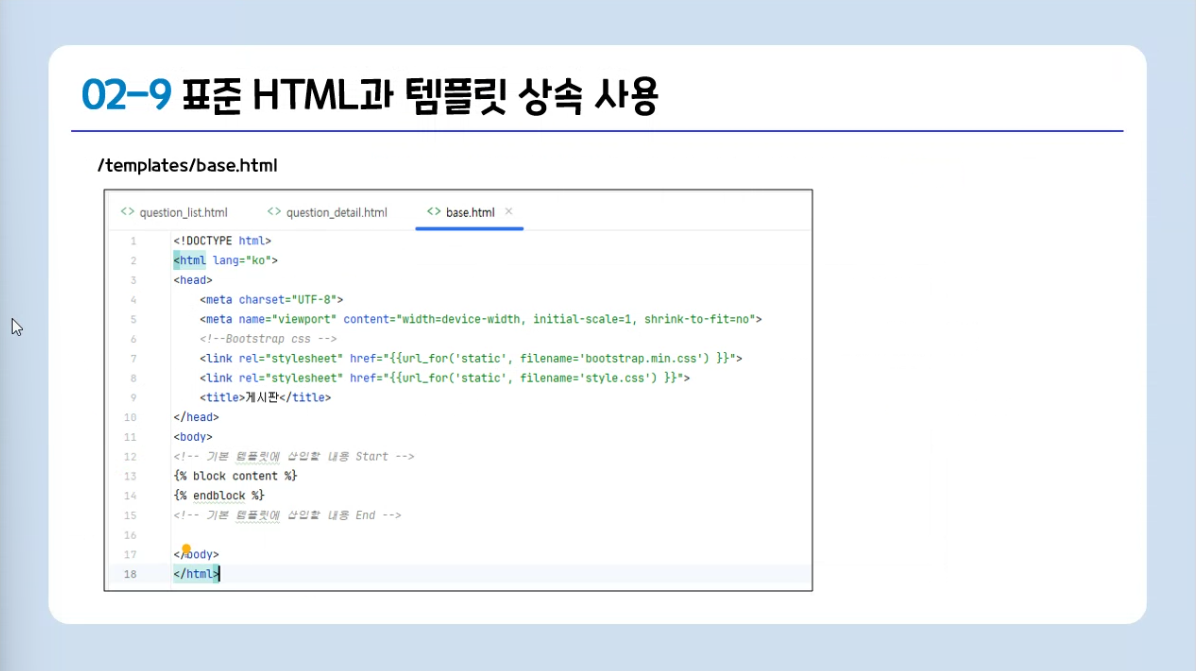 02-9 표준 HTML과 템플릿 상속 사용
/templates/base.html
question_list.html question_detail.html base.html
1 <!DOCTYPE html>
2 <html lang="ko">
3 <head>
4 <meta charset="UTF-8">
5 <meta name="viewport" content="width=device-width, initial-scale=1, shrink-to-fit=no">
6 <!--Bootstrap css -->
7 <link rel="stylesheet" href="{{url_for('static', filename='bootstrap.min.css') }}">
8 <link rel="stylesheet" href="{{url_for('static', filename='style.css') }}">
9 <title>게시판</title>
10 </head>
11 <body>
12 <!-- 기본 템플릿에 삽입할 내용 Start -->
13 {% block content %}
14 {% endblock %}
15 <!-- 기본 템플릿에 삽입할 내용 End -->
16
17 </body>
18 </html>